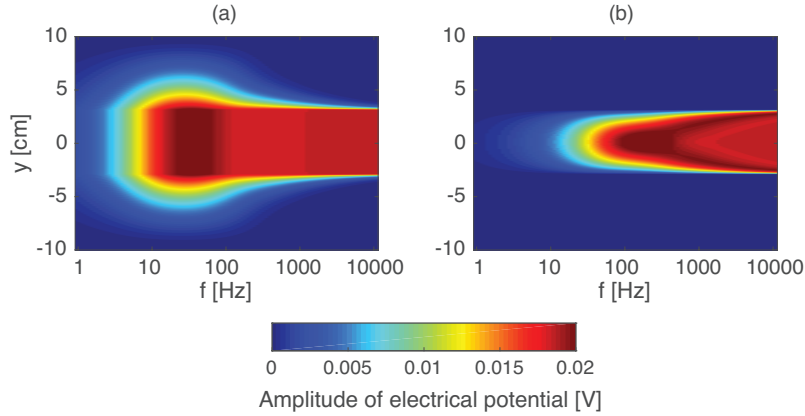 (a)
(b)
10
5
0
-5
-10
y [cm]
1 10 100 1000 10000
f [Hz]
10
5
0
-5
-10
1 10 100 1000 10000
f [Hz]
0 0.005 0.01 0.015 0.02
Amplitude of electrical potential [V]